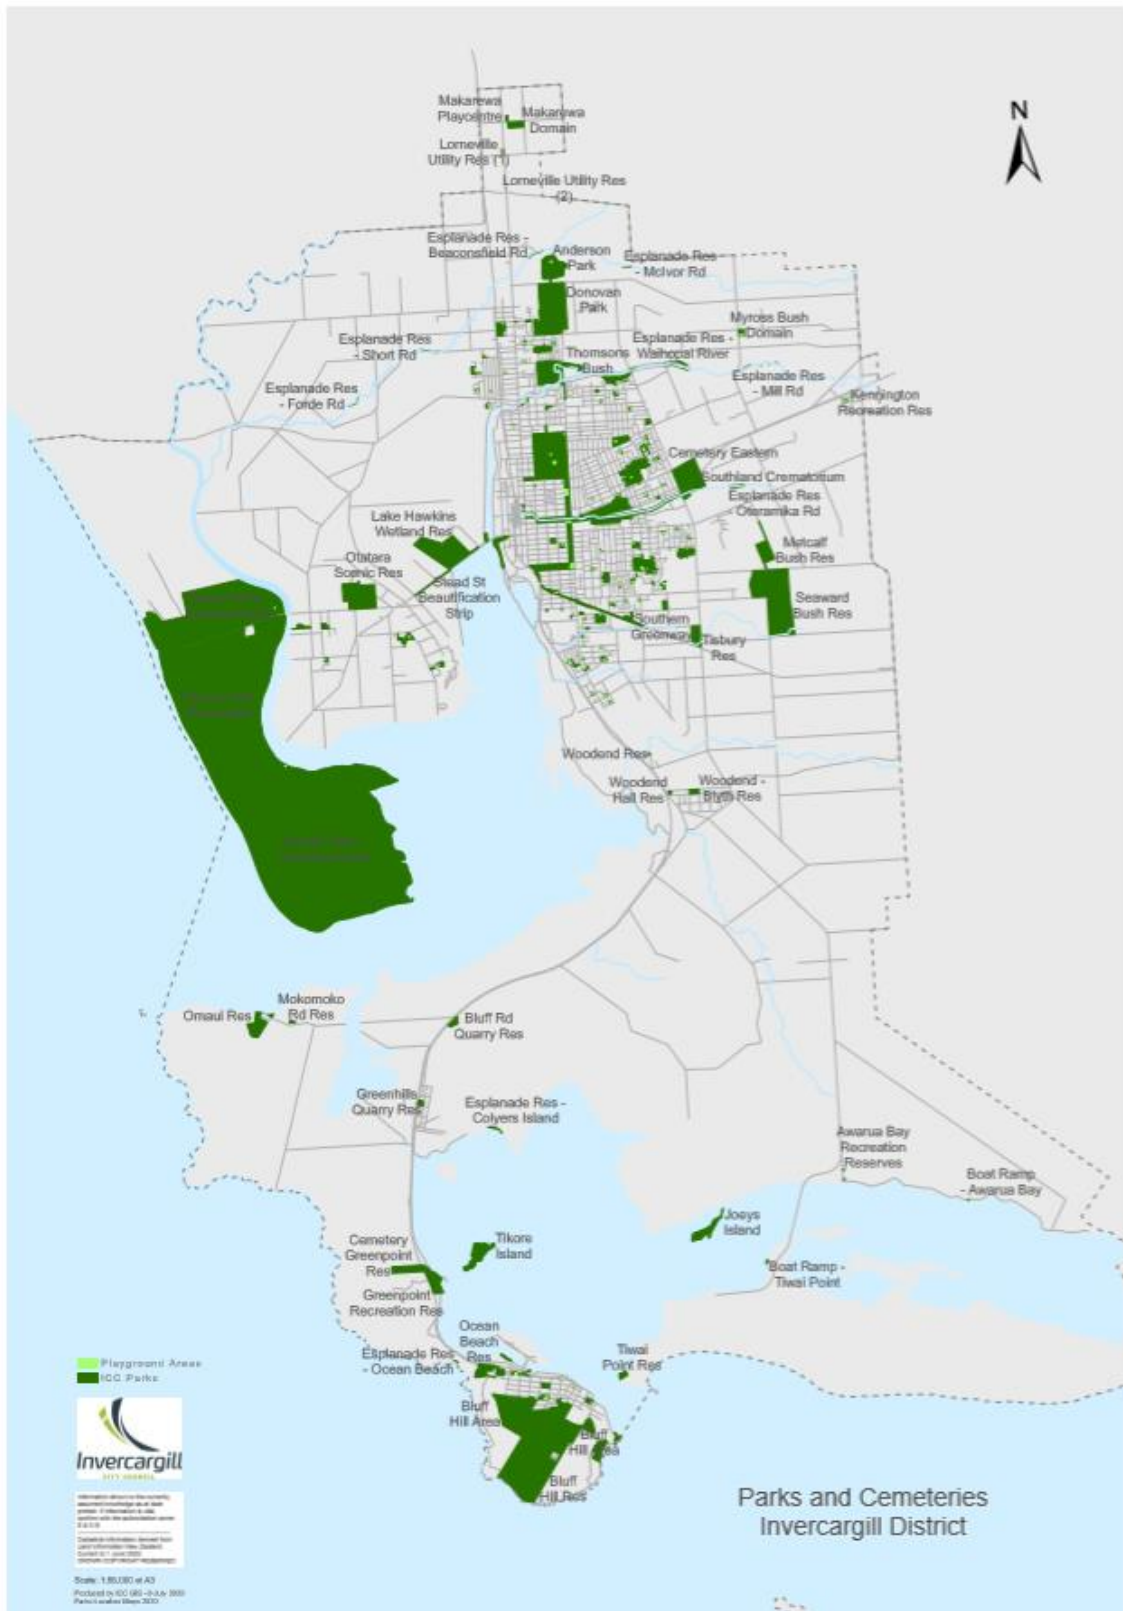 N
Makarewa
Playcentre
Makarewa
Domain
Lorneville
Utility Res (1)
Lorneville Utility Res
(2)
Esplanade Res -
Beaconsfield Rd
Anderson
Park
Esplanade Res
- McIvor Rd
Donovan
Park
Myross Bush
Domain
Esplanade Res
- Short Rd
Esplanade Res -
Waihopai River
Thomsons
Bush
Esplanade Res
- Forde Rd
Esplanade Res
- Mill Rd
Kennington
Recreation Res
Cemetery Eastern
Southland Crematorium
Esplanade Res
- Oteramika Rd
Lake Hawkins
Wetland Res
Metcalf
Bush Res
Otatara
Scenic Res
Stead St
Beautification
Strip
Seaward
Bush Res
Southern
Greenway
Tisbury
Res
Woodend Res
Woodend
Hall Res
Woodend -
Blyth Res
Omaui Res
Mokomoko
Rd Res
Bluff Rd
Quarry Res
Greenhills
Quarry Res
Esplanade Res -
Colyers Island
Awarua Bay
Recreation
Reserves
Boat Ramp
- Awarua Bay
Joeys
Island
Cemetery
Greenpoint
Res
Tikore
Island
Boat Ramp -
Tiwai Point
Greenpoint
Recreation Res
Ocean
Beach
Res
Esplanade Res
- Ocean Beach
Tiwai
Point Res
Bluff
Hill Area
Bluff
Hill Area
Bluff
Hill Res
Playground Areas
ICC Parks
Invercargill
CITY COUNCIL
Parks and Cemeteries
Invercargill District
Scale: 1:86,000 at A3